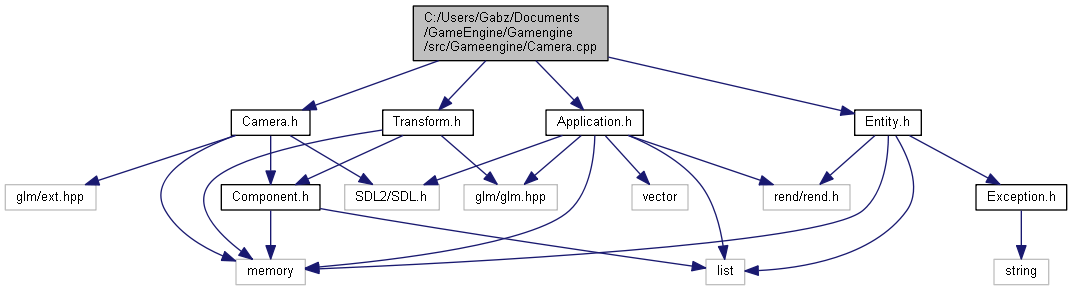 C:/Users/Gabz/Documents
/GameEngine/Gamengine
/src/Gameengine/Camera.cpp
Camera.h
Transform.h
Application.h
Entity.h
glm/ext.hpp
Component.h
SDL2/SDL.h
glm/glm.hpp
vector
rend/rend.h
Exception.h
memory
list
string